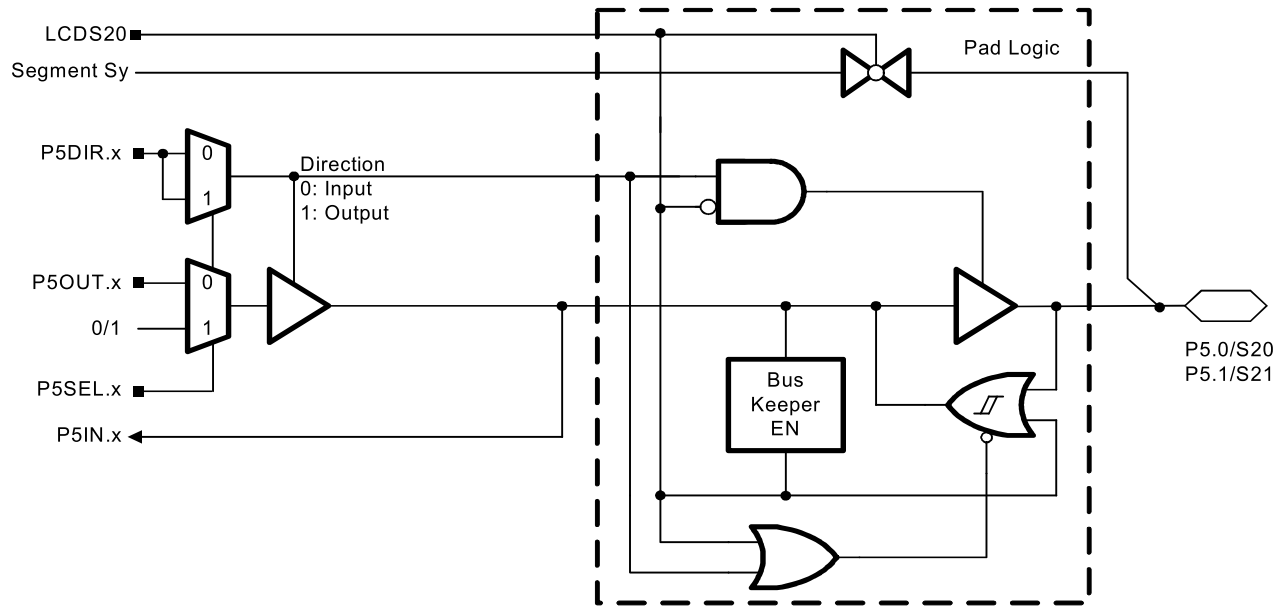 LCDS20
Pad Logic
Segment Sy
P5DIR.x
0
1
Direction
0: Input
1: Output
P5OUT.x
0
0/1
1
P5SEL.x
P5IN.x
Bus
Keeper
EN
P5.0/S20
P5.1/S21